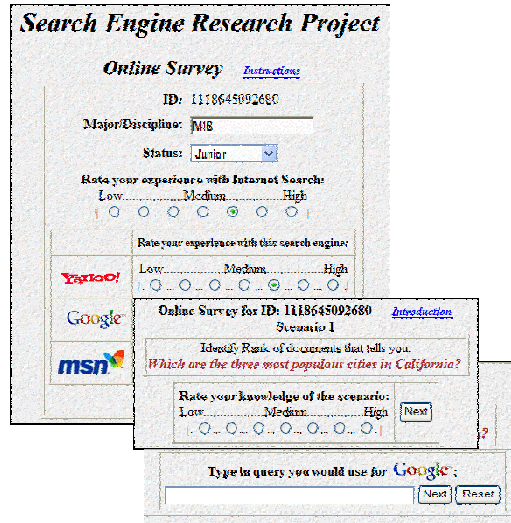 Search Engine Research Project
Online Survey Instructions
ID: 1118645092680
Major/Discipline: MIS
Status: Junior
Rate your experience with Internet Search:
Low Medium High
Rate your experience with this search engine:
YAHOO! Low Medium High
Google
msn
Online Survey for ID: 1118645092680 Introduction
Scenario 1
Identify Rank of documents that tells you:
Which are the three most populous cities in California?
Rate your knowledge of the scenario:
Low Medium High
Next
?
Type in query you would use for Google :
Next Reset